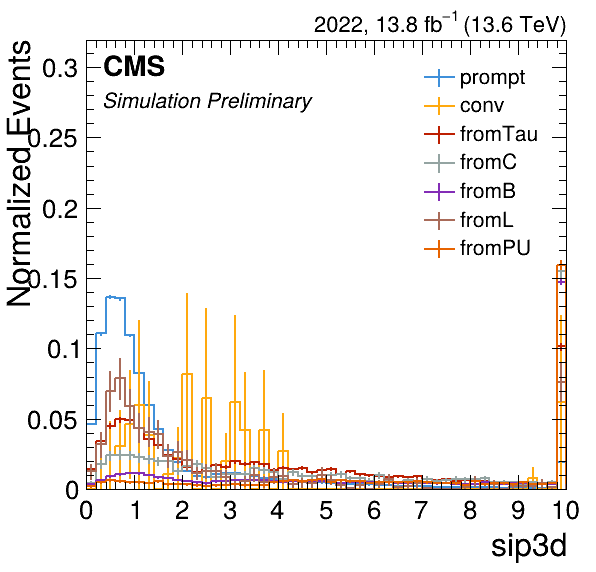 2022, 13.8 fb⁻¹ (13.6 TeV)
CMS
Simulation Preliminary
Normalized Events
0.3
0.25
0.2
0.15
0.1
0.05
0
prompt
conv
fromTau
fromC
fromB
fromL
fromPU
0 1 2 3 4 5 6 7 8 9 10
sip3d